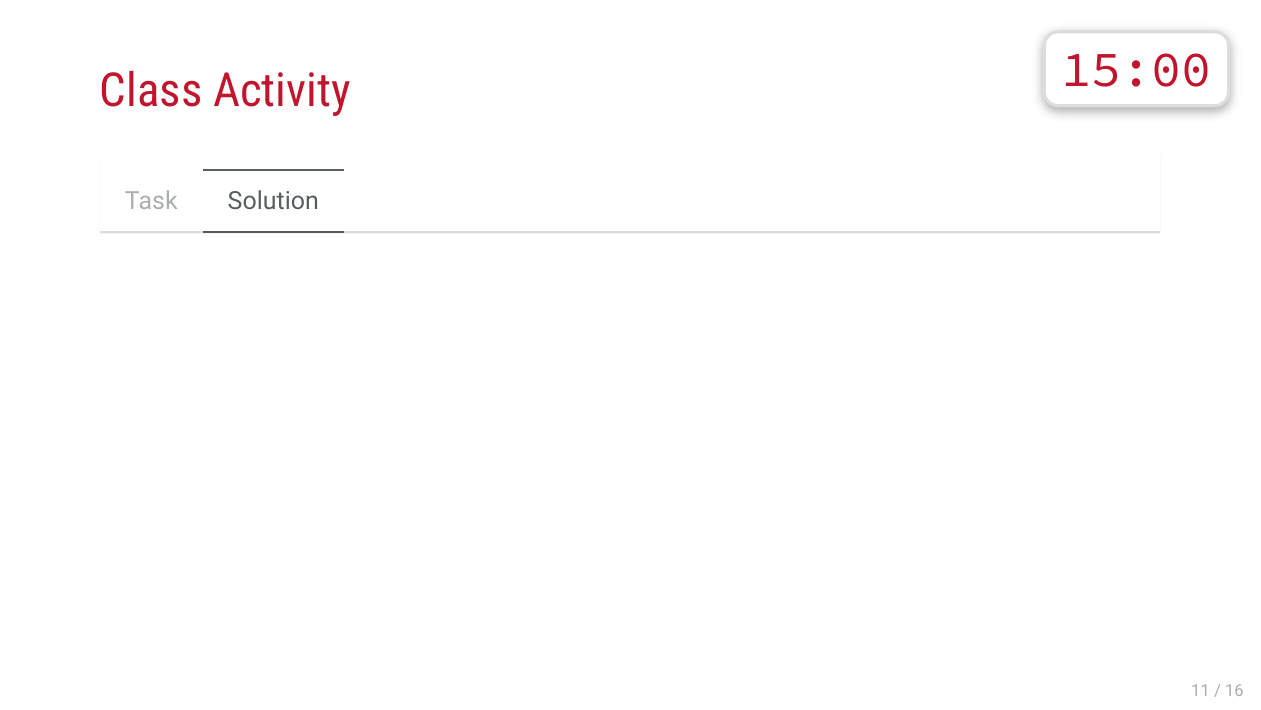 Class Activity
15:00
Task
Solution
11 / 16